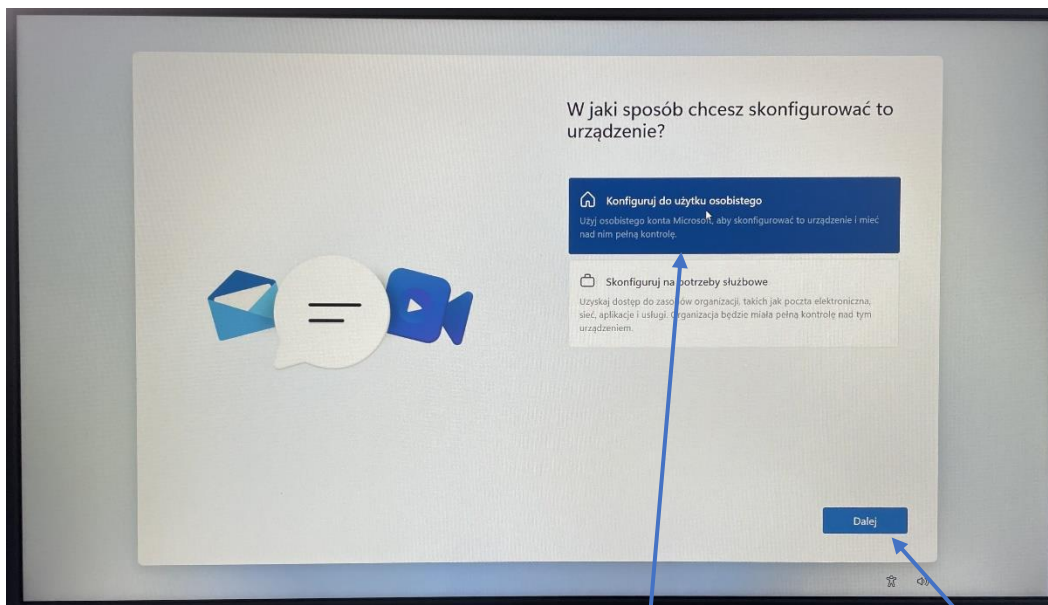 W jaki sposób chcesz skonfigurować to
urządzenie?
Konfiguruj do użytku osobistego
Użyj osobistego konta Microsoft, aby skonfigurować to urządzenie i mieć
nad nim pełną kontrolę.
Skonfiguruj na potrzeby służbowe
Uzyskaj dostęp do zasobów organizacji, takich jak poczta elektroniczna,
sieć, aplikacje i usługi. Organizacja będzie miała pełną kontrolę nad tym
urządzeniem.
Dalej